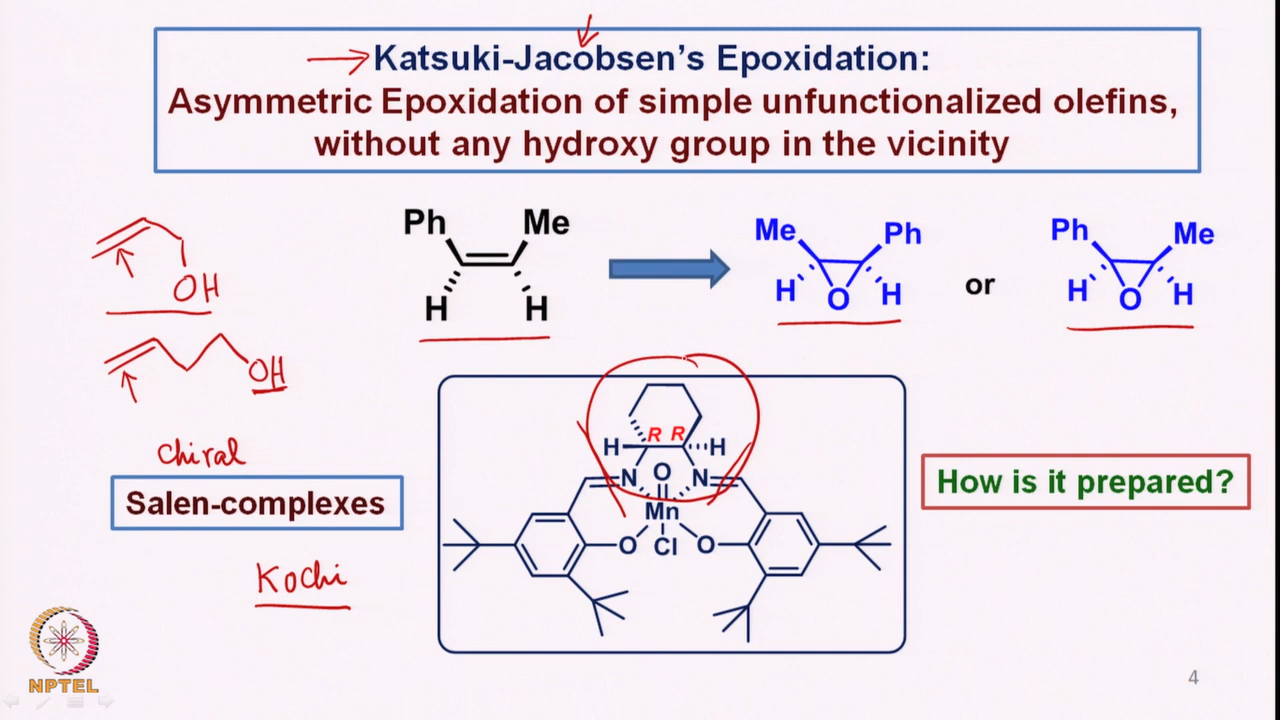 Katsuki-Jacobsen's Epoxidation:
Asymmetric Epoxidation of simple unfunctionalized olefins,
without any hydroxy group in the vicinity
OH
OH
Ph Me
H H
Me Ph
H O H
or
Ph Me
H O H
chiral
Salen-complexes
Kochi
H R R H
N O N
Mn
O Cl O
How is it prepared?
NPTEL
4